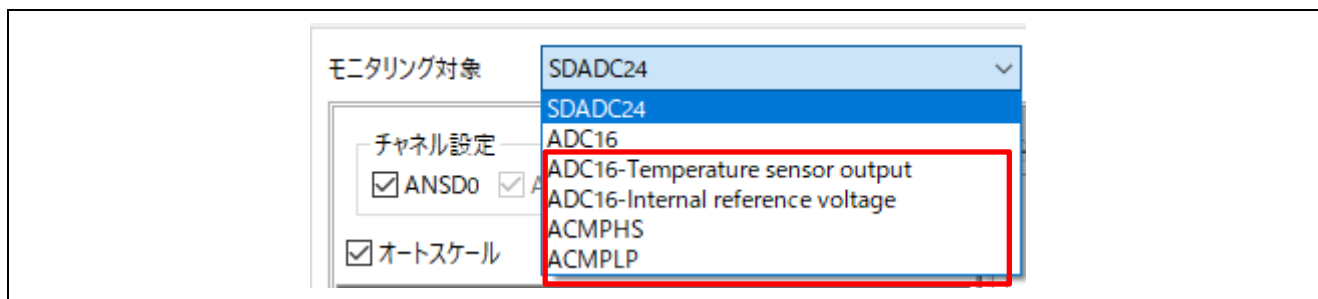 モニタリング対象 SDADC24
SDADC24
チャネル設定 ADC16
ADC16-Temperature sensor output
ANSD0
ADC16-Internal reference voltage
ACMPHS
オートスケール ACMPLP